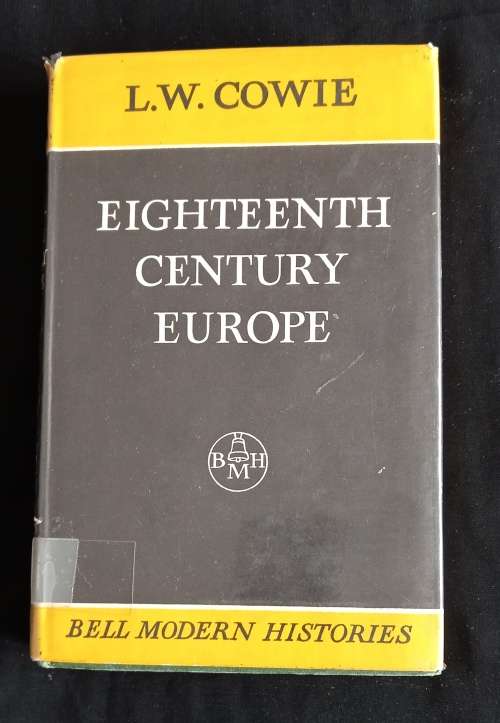 L.W. COWIE
EIGHTEENTH
CENTURY
EUROPE
B M H
BELL MODERN HISTORIES